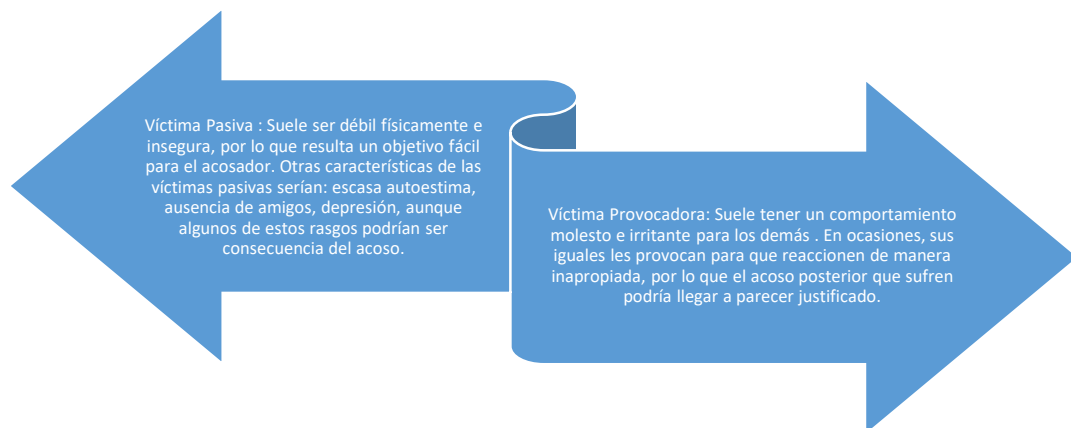 Víctima Pasiva : Suele ser débil físicamente e
insegura, por lo que resulta un objetivo fácil
para el acosador. Otras características de las
víctimas pasivas serían: escasa autoestima,
ausencia de amigos, depresión, aunque
algunos de estos rasgos podrían ser
consecuencia del acoso.
Víctima Provocadora: Suele tener un comportamiento
molesto e irritante para los demás . En ocasiones, sus
iguales les provocan para que reaccionen de manera
inapropiada, por lo que el acoso posterior que sufren
podría llegar a parecer justificado.